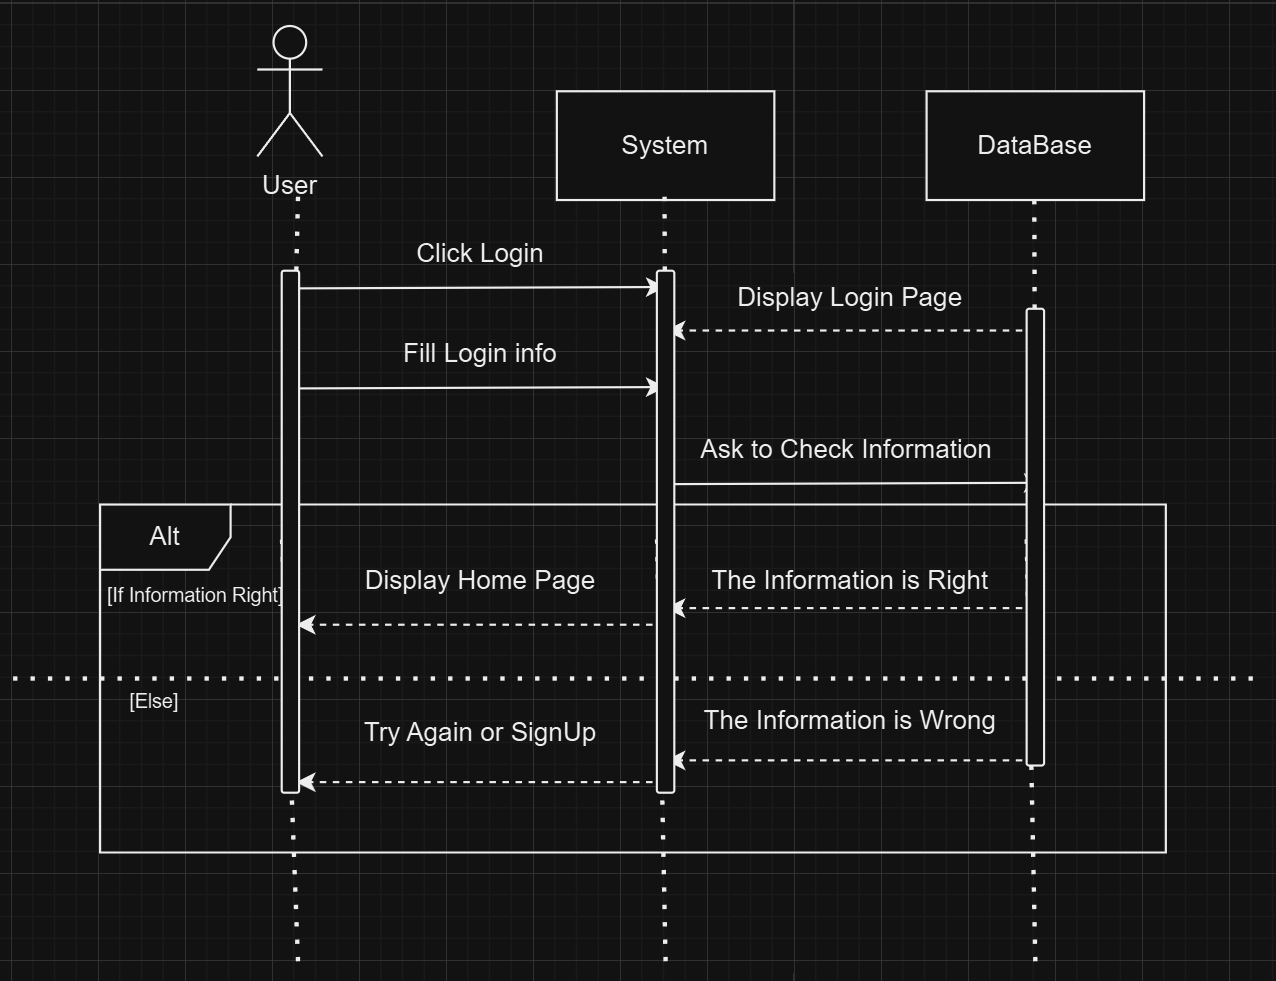 User
System
DataBase
Click Login
Display Login Page
Fill Login info
Ask to Check Information
Alt
[If Information Right]
Display Home Page
The Information is Right
[Else]
Try Again or SignUp
The Information is Wrong